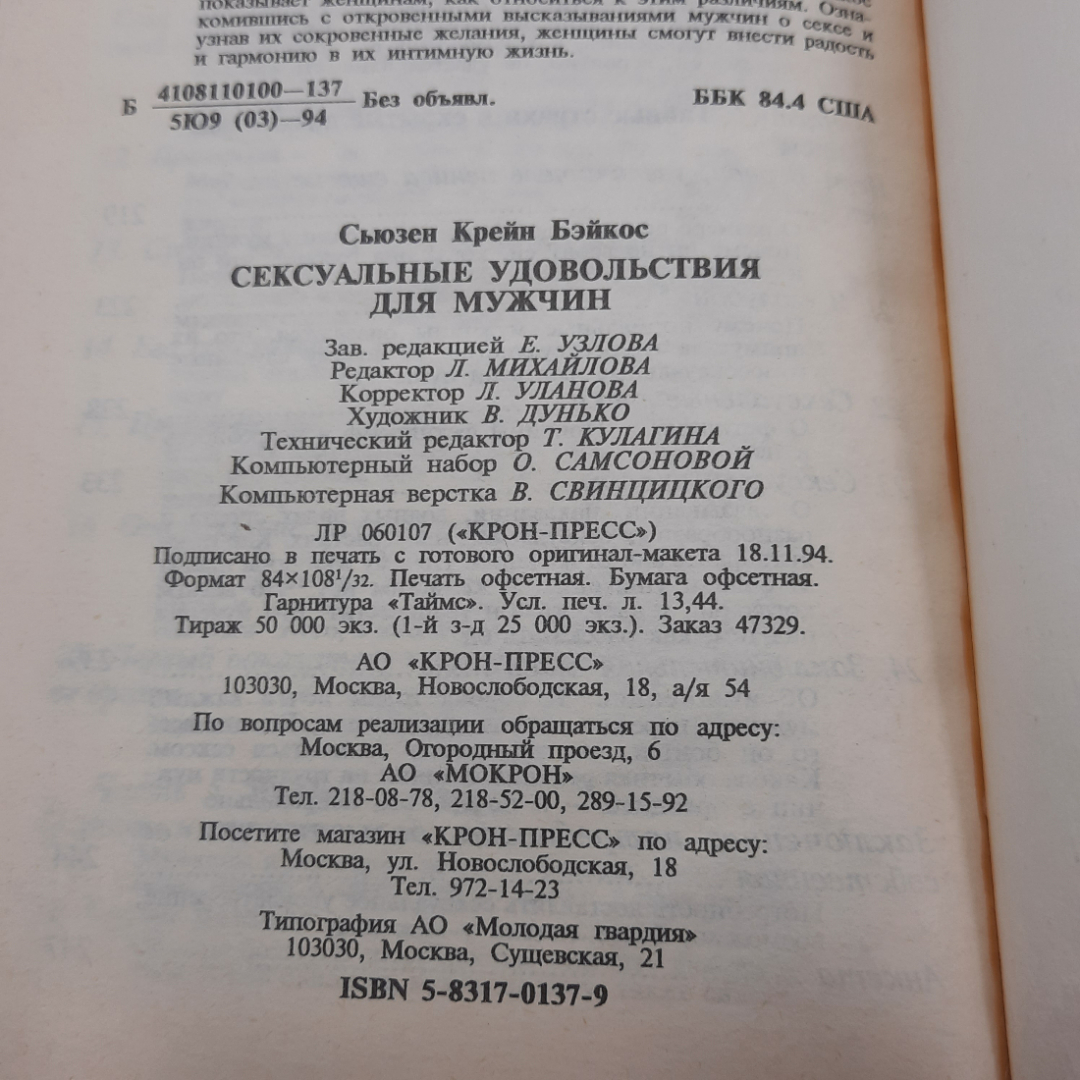 показывает женщинам, как относиться к этим различиям. Озна-
комившись с откровенными высказываниями мужчин о сексе и
узнав их сокровенные желания, женщины смогут внести радость
и гармонию в их интимную жизнь.
Б 4108110100—137 Без объявл. ББК 84.4 США
5Ю9 (03)—94
Сьюзен Крейн Бэйкос
СЕКСУАЛЬНЫЕ УДОВОЛЬСТВИЯ
ДЛЯ МУЖЧИН
Зав. редакцией Е. УЗЛОВА
Редактор Л. МИХАЙЛОВА
Корректор Л. УЛАНОВА
Художник В. ДУНЬКО
Технический редактор Т. КУЛАГИНА
Компьютерный набор О. САМСОНОВОЙ
Компьютерная верстка В. СВИНЦИЦКОГО
ЛР 060107 («КРОН-ПРЕСС»)
Подписано в печать с готового оригинал-макета 18.11.94.
Формат 84×108¹/₃₂. Печать офсетная. Бумага офсетная.
Гарнитура «Таймс». Усл. печ. л. 13,44.
Тираж 50 000 экз. (1-й з-д 25 000 экз.). Заказ 47329.
АО «КРОН-ПРЕСС»
103030, Москва, Новослободская, 18, а/я 54
По вопросам реализации обращаться по адресу:
Москва, Огородный проезд, 6
АО «МОКРОН»
Тел. 218-08-78, 218-52-00, 289-15-92
Посетите магазин «КРОН-ПРЕСС» по адресу:
Москва, ул. Новослободская, 18
Тел. 972-14-23
Типография АО «Молодая гвардия»
103030, Москва, Сущевская, 21
ISBN 5-8317-0137-9